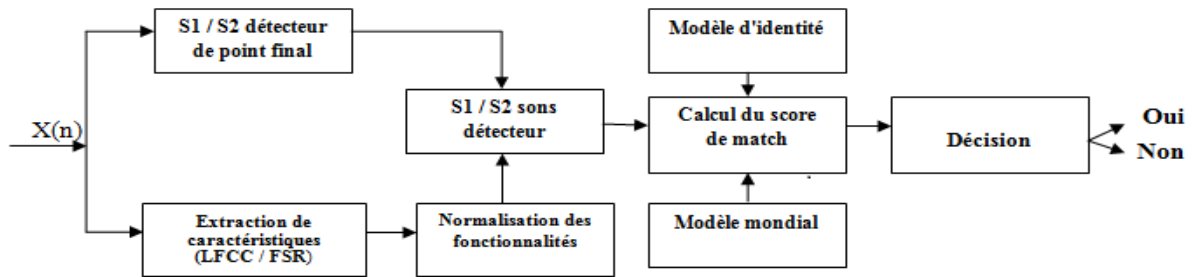 S1 / S2 détecteur
de point final
Modèle d'identité
X(n)
S1 / S2 sons
détecteur
Calcul du score
de match
Décision
Oui
Non
Extraction de
caractéristiques
(LFCC / FSR)
Normalisation des
fonctionnalités
Modèle mondial